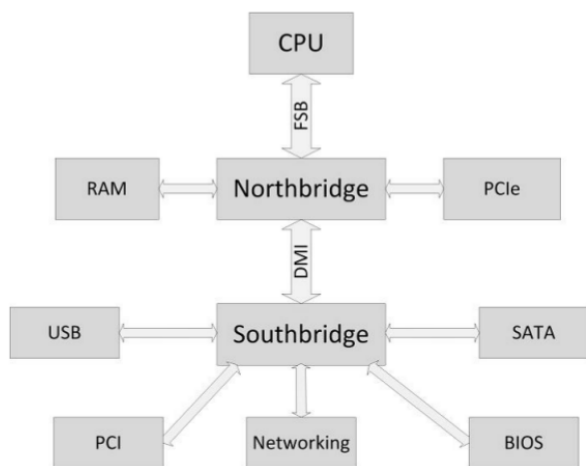 CPU
FSB
RAM
Northbridge
PCIe
DMI
USB
Southbridge
SATA
PCI
Networking
BIOS